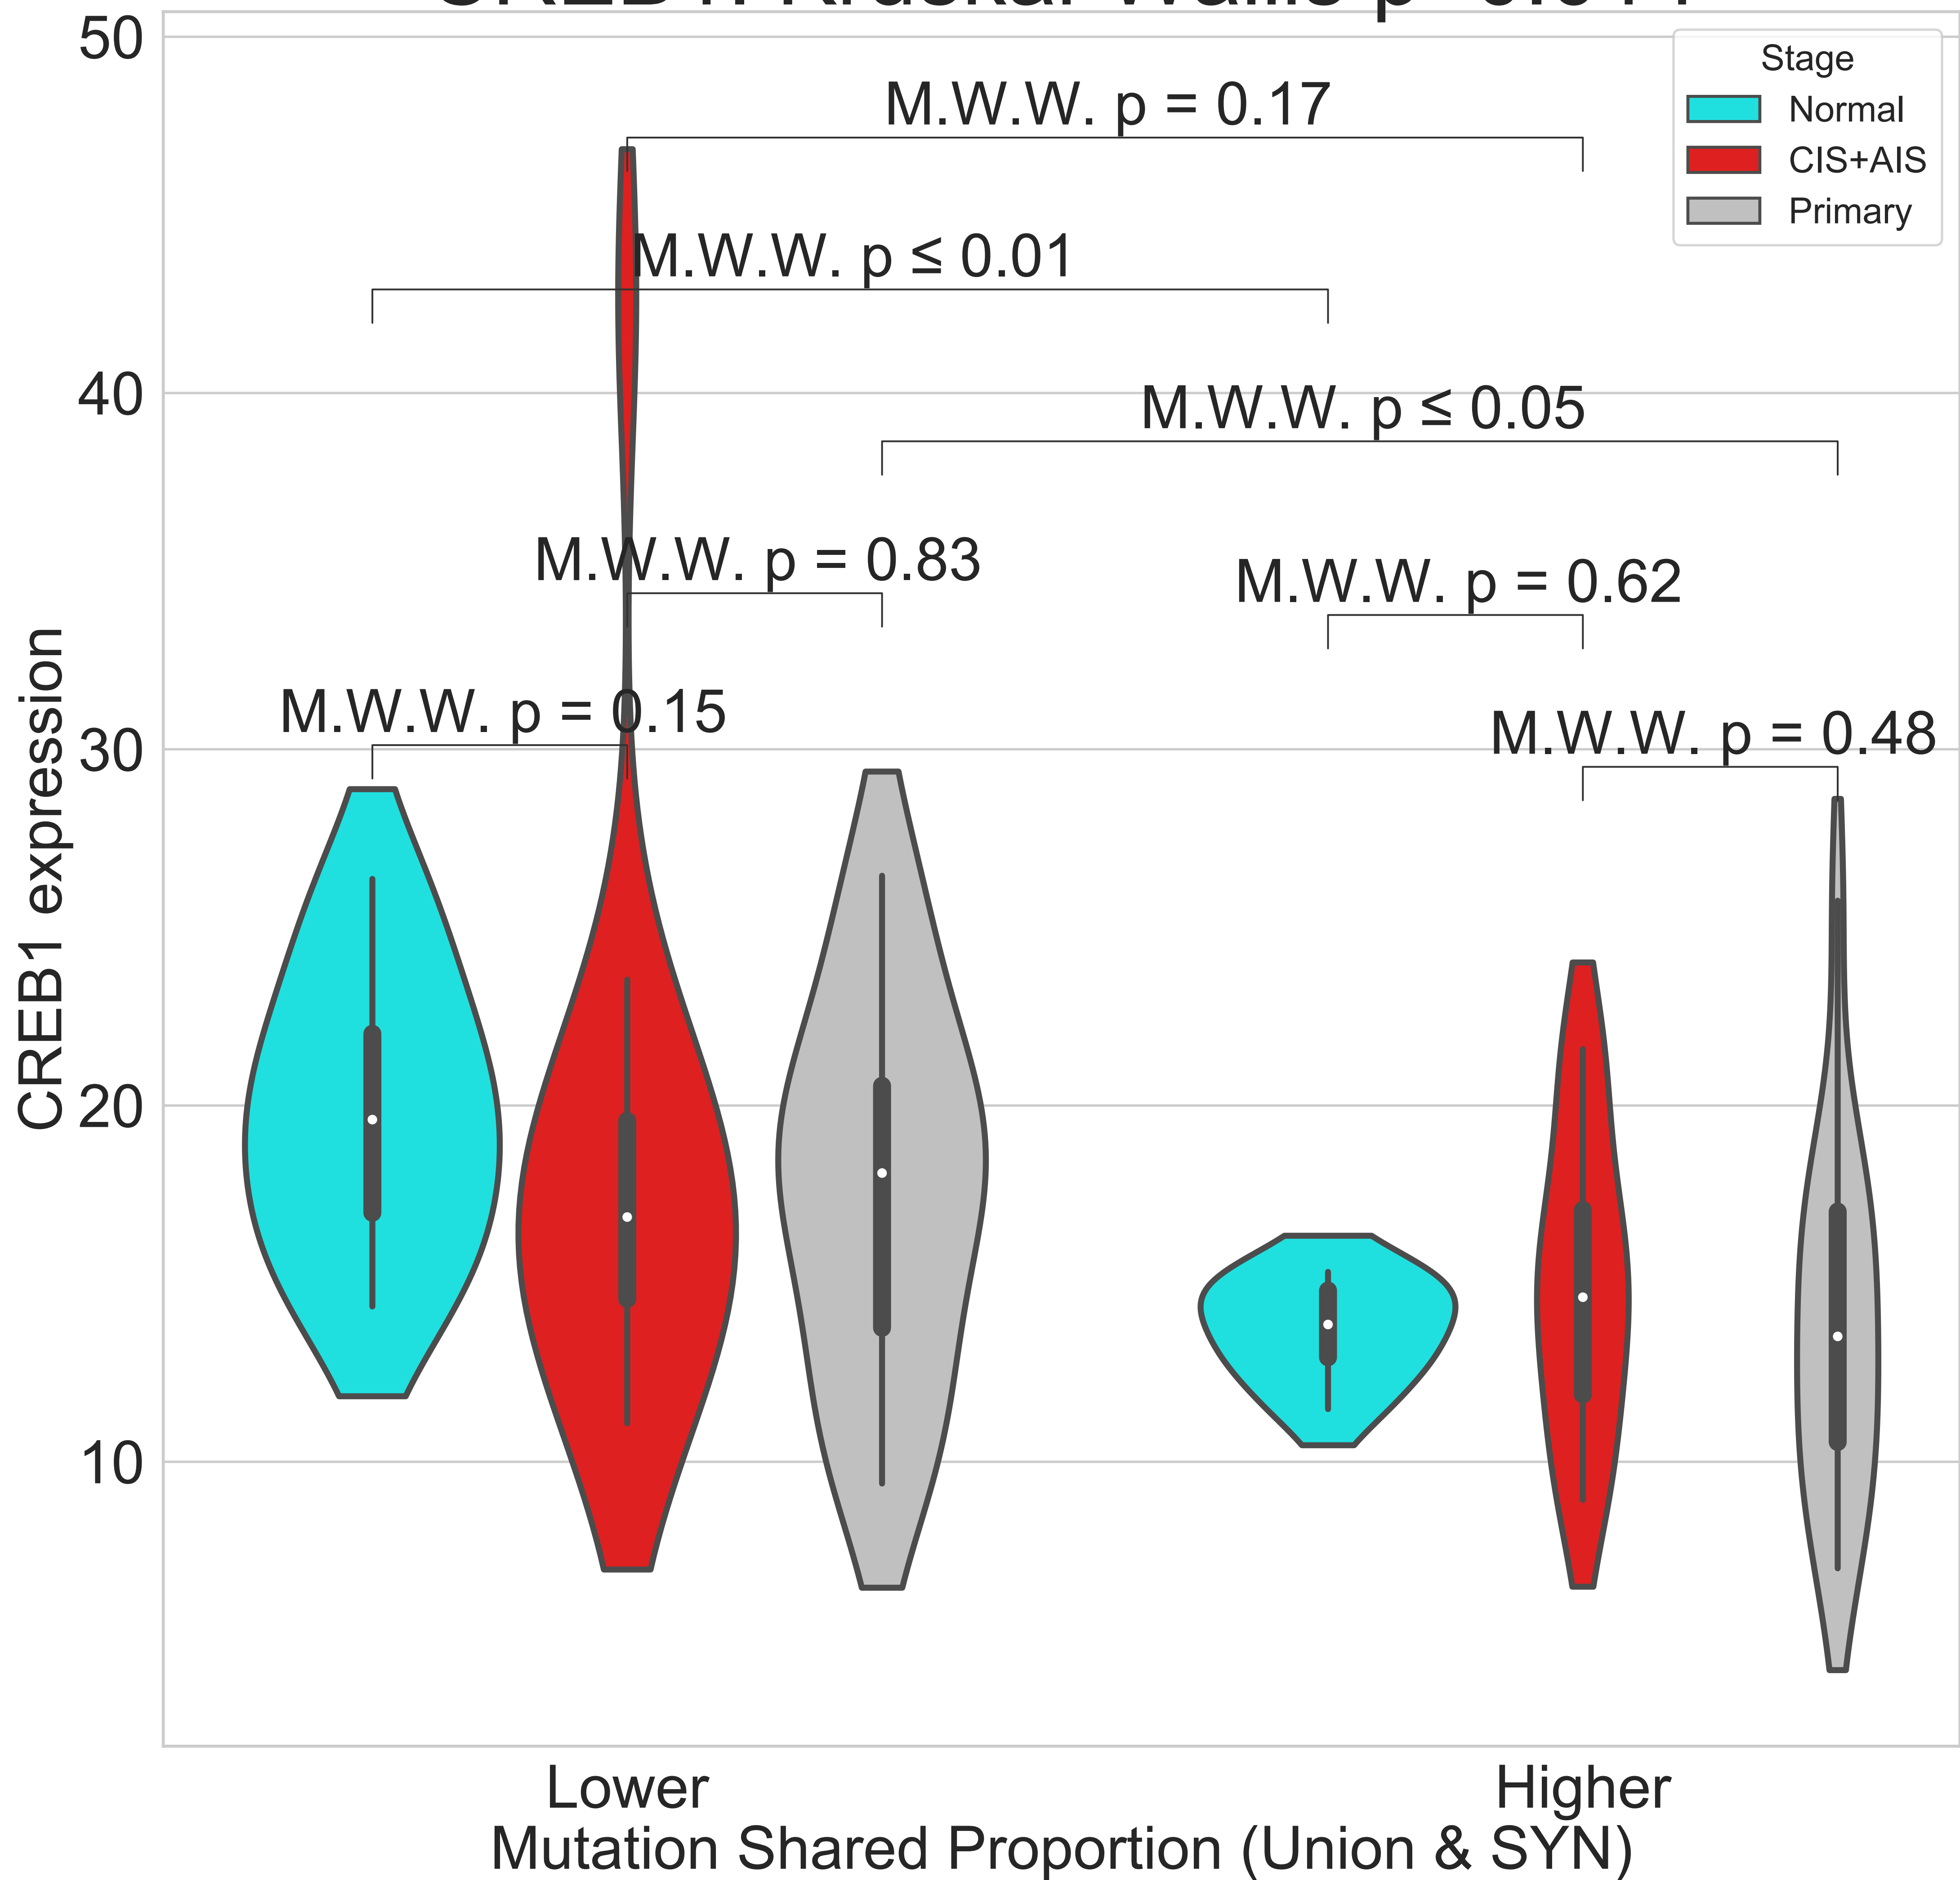 50
Stage
Normal
CIS+AIS
Primary
M.W.W. p = 0.17
M.W.W. p ≤ 0.01
40
M.W.W. p ≤ 0.05
M.W.W. p = 0.83
M.W.W. p = 0.62
M.W.W. p = 0.15
M.W.W. p = 0.48
30
CREB1 expression
20
10
Lower
Higher
Mutation Shared Proportion (Union & SYN)